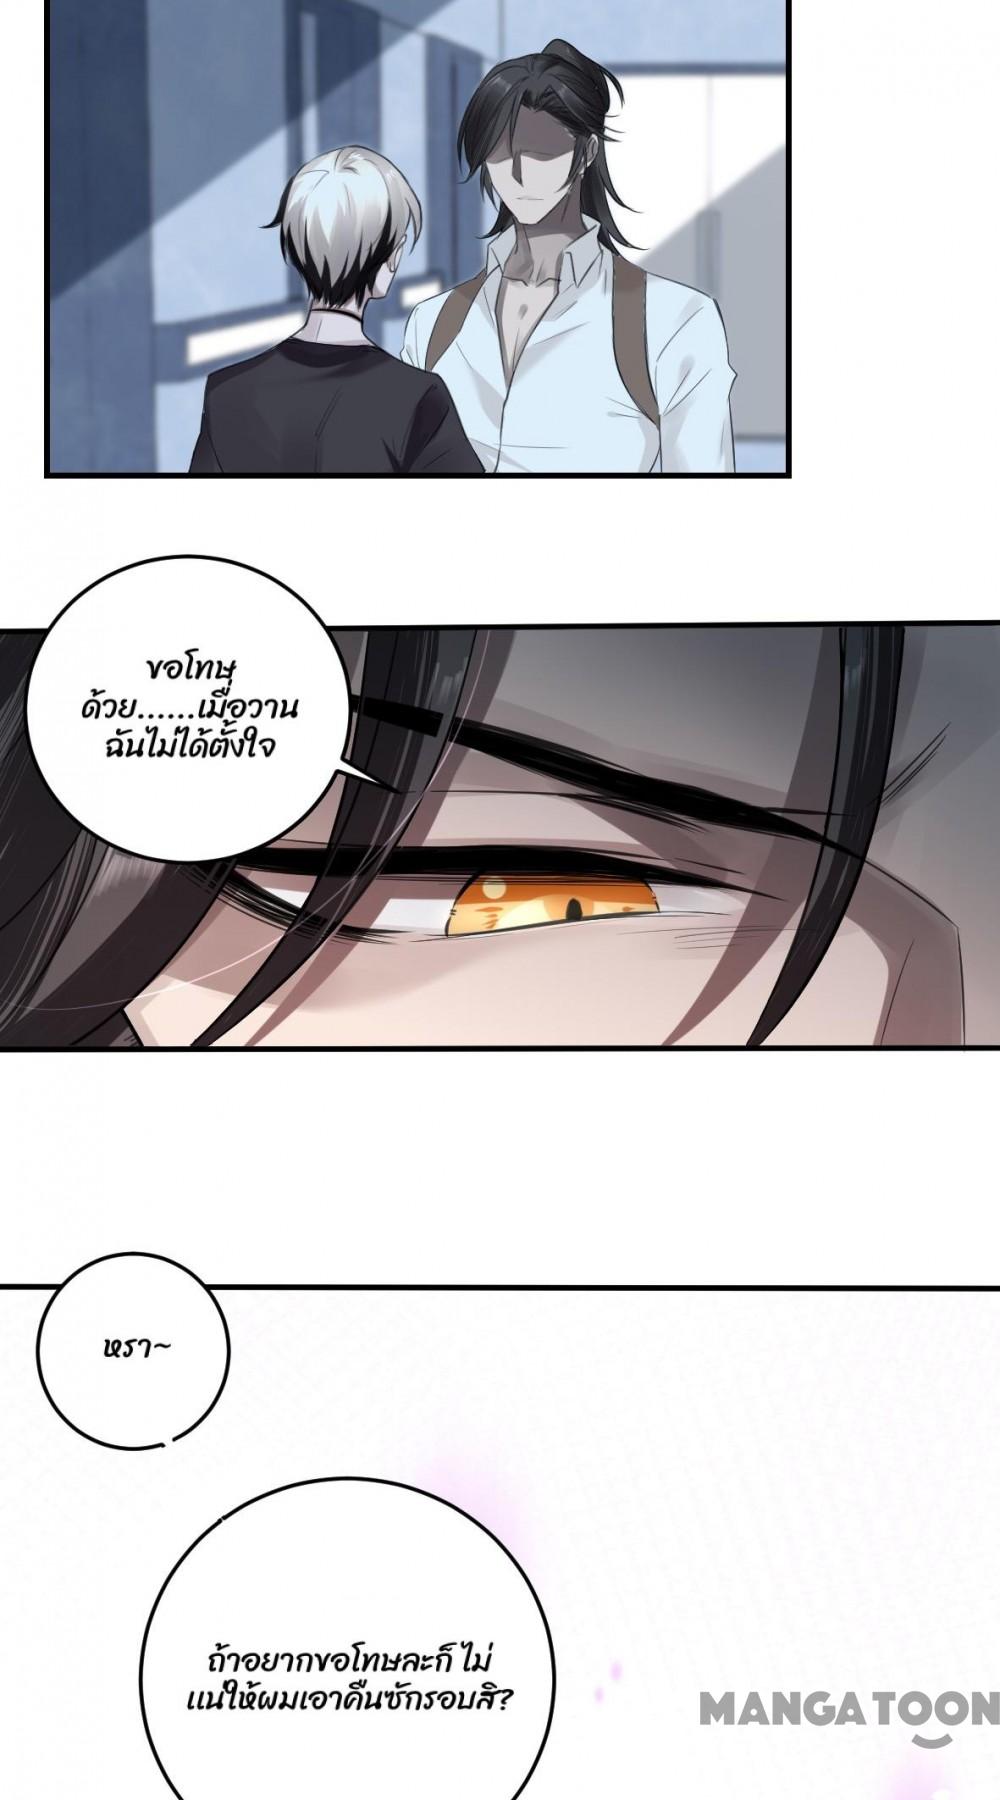 ขอโทษ
ด้วย......เมื่อวาน
ฉันไม่ได้ตั้งใจ
หรา~
ถ้าอยากขอโทษละก็ ไม่
แน่ให้ผมเอาคืนซักรอบสิ?
MANGATOON